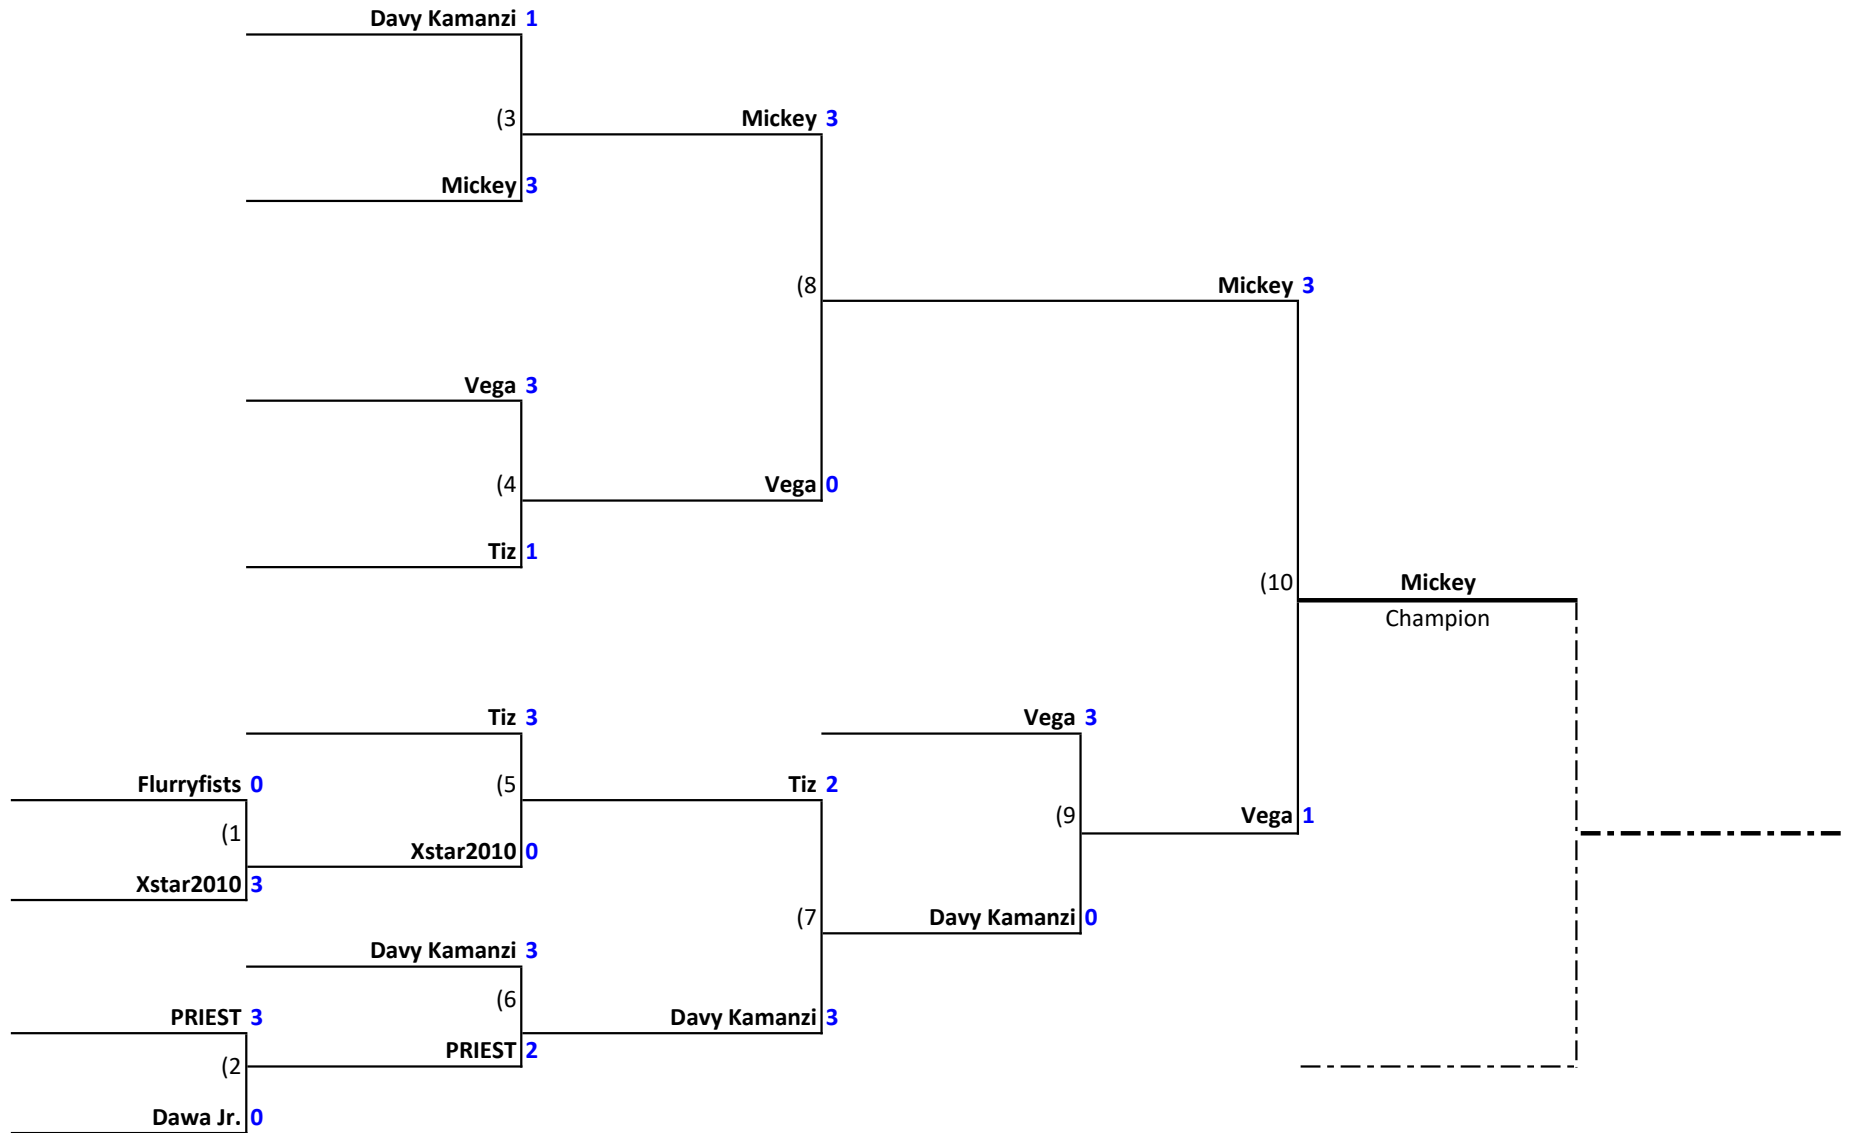 Davy Kamanzi 1
(3
Mickey 3
Mickey 3
(8
Mickey 3
Vega 3
(4
Vega 0
Tiz 1
(10
Mickey
Champion
Tiz 3
Vega 3
Flurryfists 0
(5
Tiz 2
(1
(9
Vega 1
Xstar2010 0
Xstar2010 3
(7
Davy Kamanzi 0
Davy Kamanzi 3
(6
PRIEST 3
Davy Kamanzi 3
PRIEST 2
(2
Dawa Jr. 0